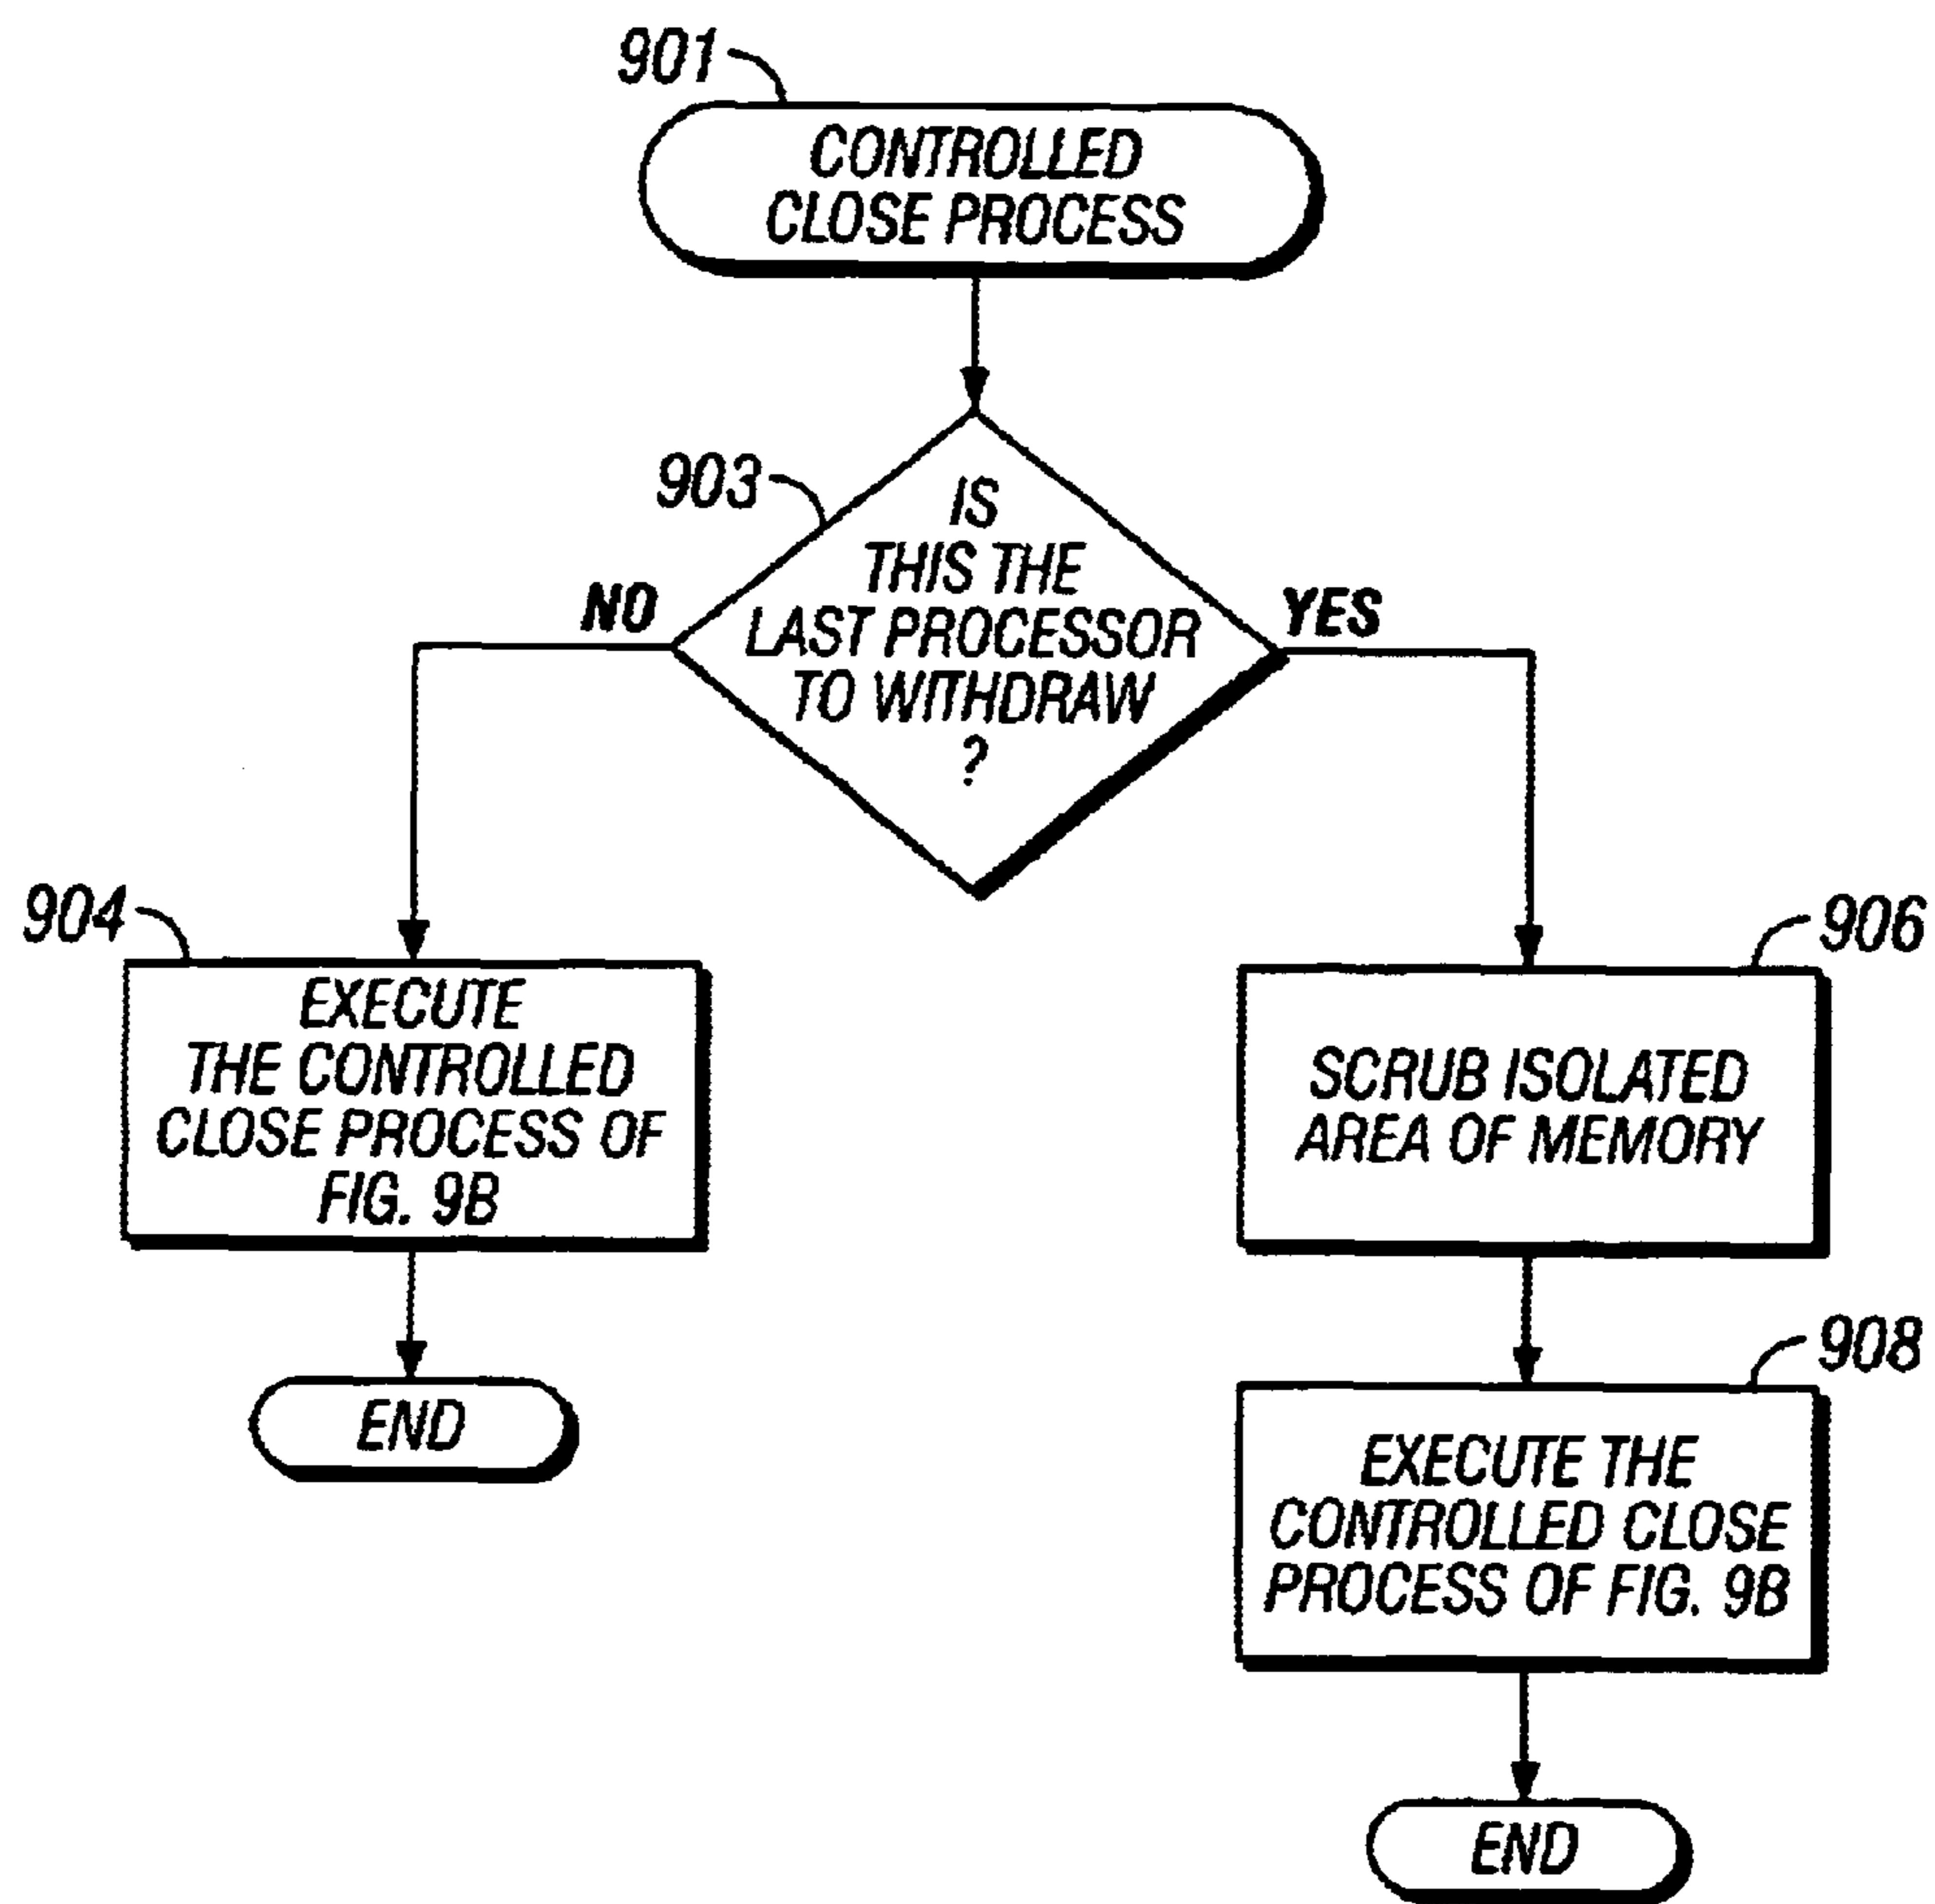 901
CONTROLLED
CLOSE PROCESS
903
IS
THIS THE
LAST PROCESSOR
TO WITHDRAW
?
NO
YES
904
EXECUTE
THE CONTROLLED
CLOSE PROCESS OF
FIG. 9B
END
906
SCRUB ISOLATED
AREA OF MEMORY
908
EXECUTE THE
CONTROLLED CLOSE
PROCESS OF FIG. 9B
END